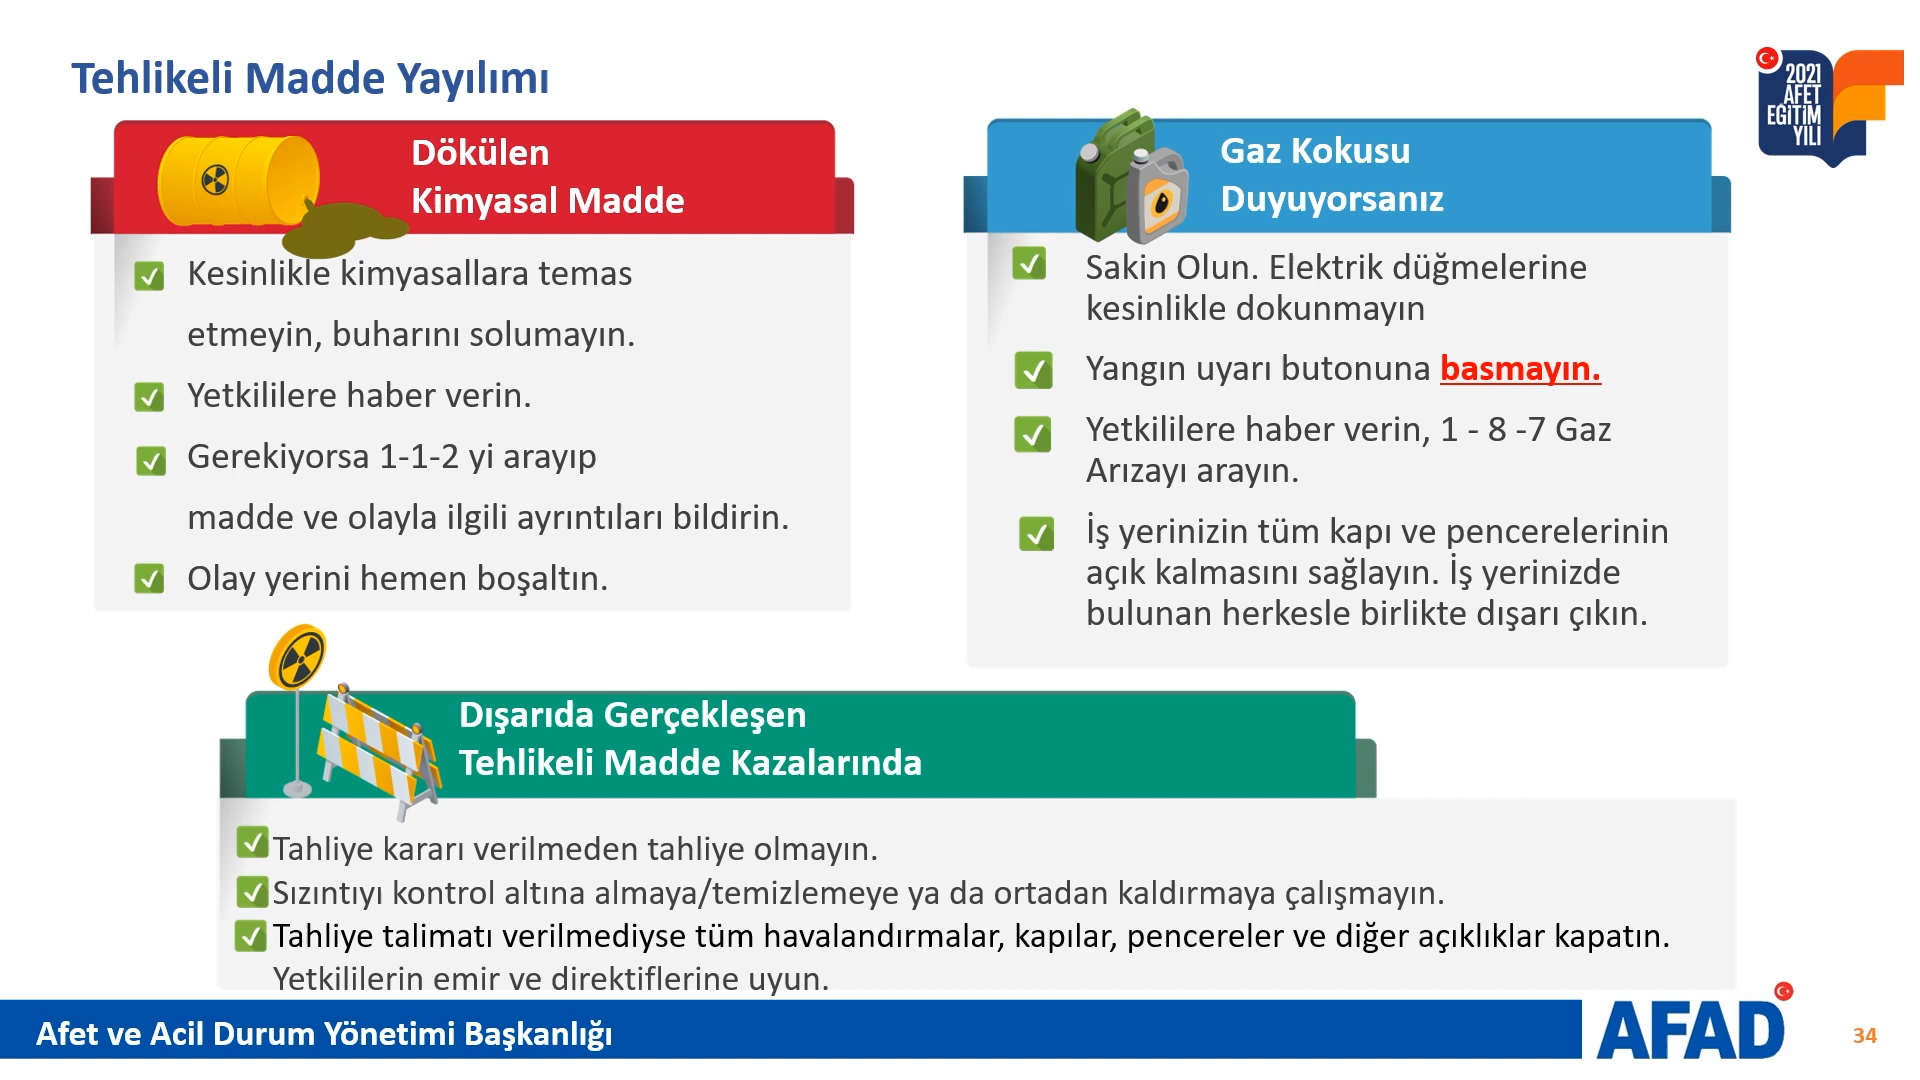 Tehlikeli Madde Yayılımı
2021
AFET
EĞİTİM
YILI
Dökülen
Kimyasal Madde
Kesinlikle kimyasallara temas
etmeyin, buharını solumayın.
Yetkililere haber verin.
Gerekiyorsa 1-1-2 yi arayıp
madde ve olayla ilgili ayrıntıları bildirin.
Olay yerini hemen boşaltın.
Gaz Kokusu
Duyuyorsanız
Sakin Olun. Elektrik düğmelerine
kesinlikle dokunmayın
Yangın uyarı butonuna basmayın.
Yetkililere haber verin, 1 - 8 -7 Gaz
Arızayı arayın.
İş yerinizin tüm kapı ve pencerelerinin
açık kalmasını sağlayın. İş yerinizde
bulunan herkesle birlikte dışarı çıkın.
Dışarıda Gerçekleşen
Tehlikeli Madde Kazalarında
Tahliye kararı verilmeden tahliye olmayın.
Sızıntıyı kontrol altına almaya/temizlemeye ya da ortadan kaldırmaya çalışmayın.
Tahliye talimatı verilmediyse tüm havalandırmalar, kapılar, pencereler ve diğer açıklıklar kapatın.
Yetkililerin emir ve direktiflerine uyun.
Afet ve Acil Durum Yönetimi Başkanlığı
AFAD
34